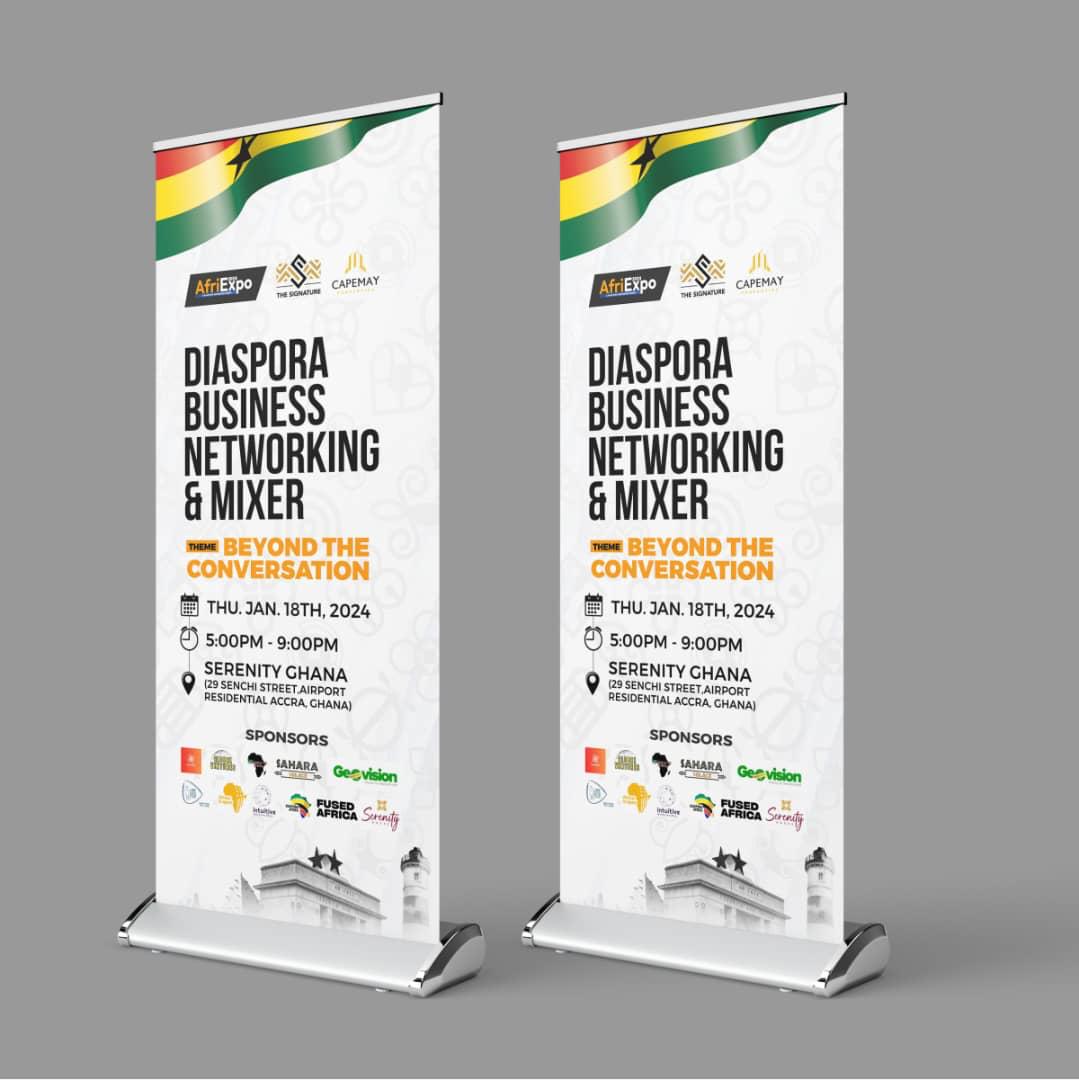 AfriExpo
THE SIGNATURE
CAPEMAY
DIASPORA
BUSINESS
NETWORKING
& MIXER
THEME BEYOND THE
CONVERSATION
THU. JAN. 18TH, 2024
5:00PM - 9:00PM
SERENITY GHANA
(29 SENCHI STREET,AIRPORT
RESIDENTIAL ACCRA, GHANA)
SPONSORS
SAHARA
Geovision
intuitive
FUSED
AFRICA
Serenity
AfriExpo
THE SIGNATURE
CAPEMAY
DIASPORA
BUSINESS
NETWORKING
& MIXER
THEME BEYOND THE
CONVERSATION
THU. JAN. 18TH, 2024
5:00PM - 9:00PM
SERENITY GHANA
(29 SENCHI STREET,AIRPORT
RESIDENTIAL ACCRA, GHANA)
SPONSORS
SAHARA
Geovision
intuitive
FUSED
AFRICA
Serenity